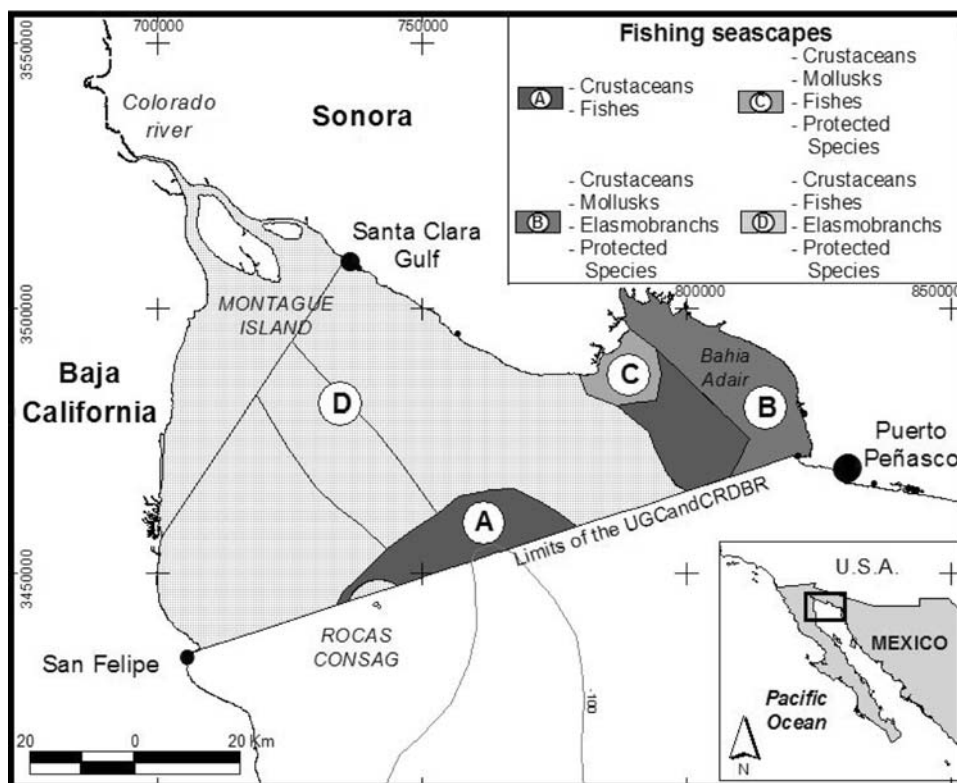 700000
750000
3550000
Fishing seascapes
A
- Crustaceans
- Fishes
C
- Crustaceans
- Mollusks
- Fishes
- Protected
Species
B
- Crustaceans
- Mollusks
- Elasmobranchs
- Protected
Species
D
- Crustaceans
- Fishes
- Elasmobranchs
- Protected
Species
Colorado
river
Sonora
Santa Clara
Gulf
800000
850000
3500000
MONTAGUE
ISLAND
Baja
California
D
C
Bahia
Adair
B
Puerto
Peñasco
A
Limits of the UGCandCRDBR
3450000
ROCAS
CONSAG
San Felipe
-100
U.S.A.
MEXICO
Pacific
Ocean
N
20 0 20 Km